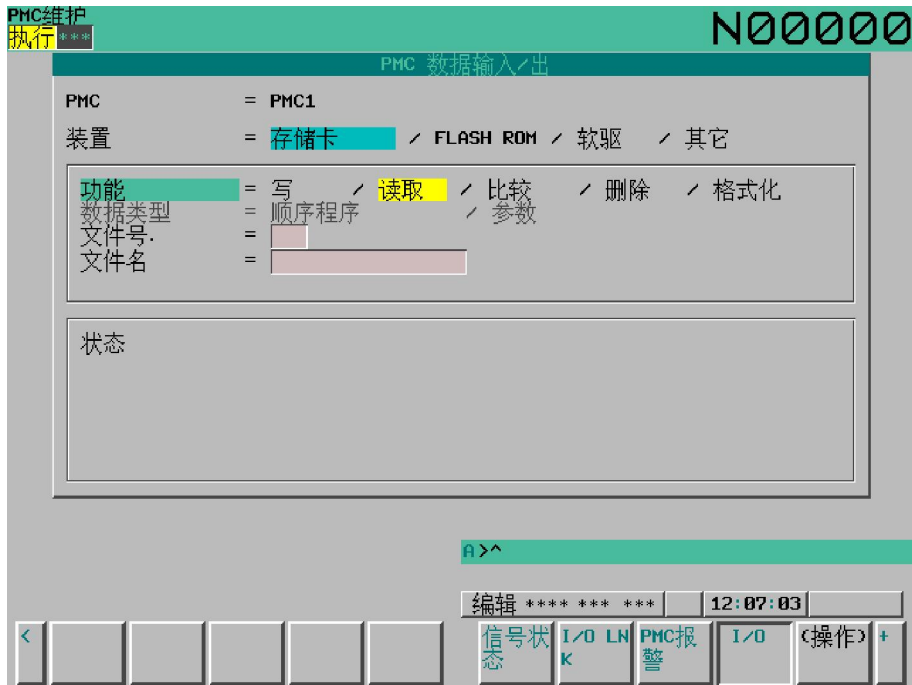 PMC维护
执行 *** N00000
PMC 数据输入/出
PMC = PMC1
装置 = 存储卡 / FLASH ROM / 软驱 / 其它
功能 = 写 / 读取 / 比较 / 删除 / 格式化
数据类型 = 顺序程序 / 参数
文件号. =
文件名 =
状态
A>^
编辑 **** *** *** 12:07:03
< 信号状态 I/O LNK PMC报警 I/O (操作) +